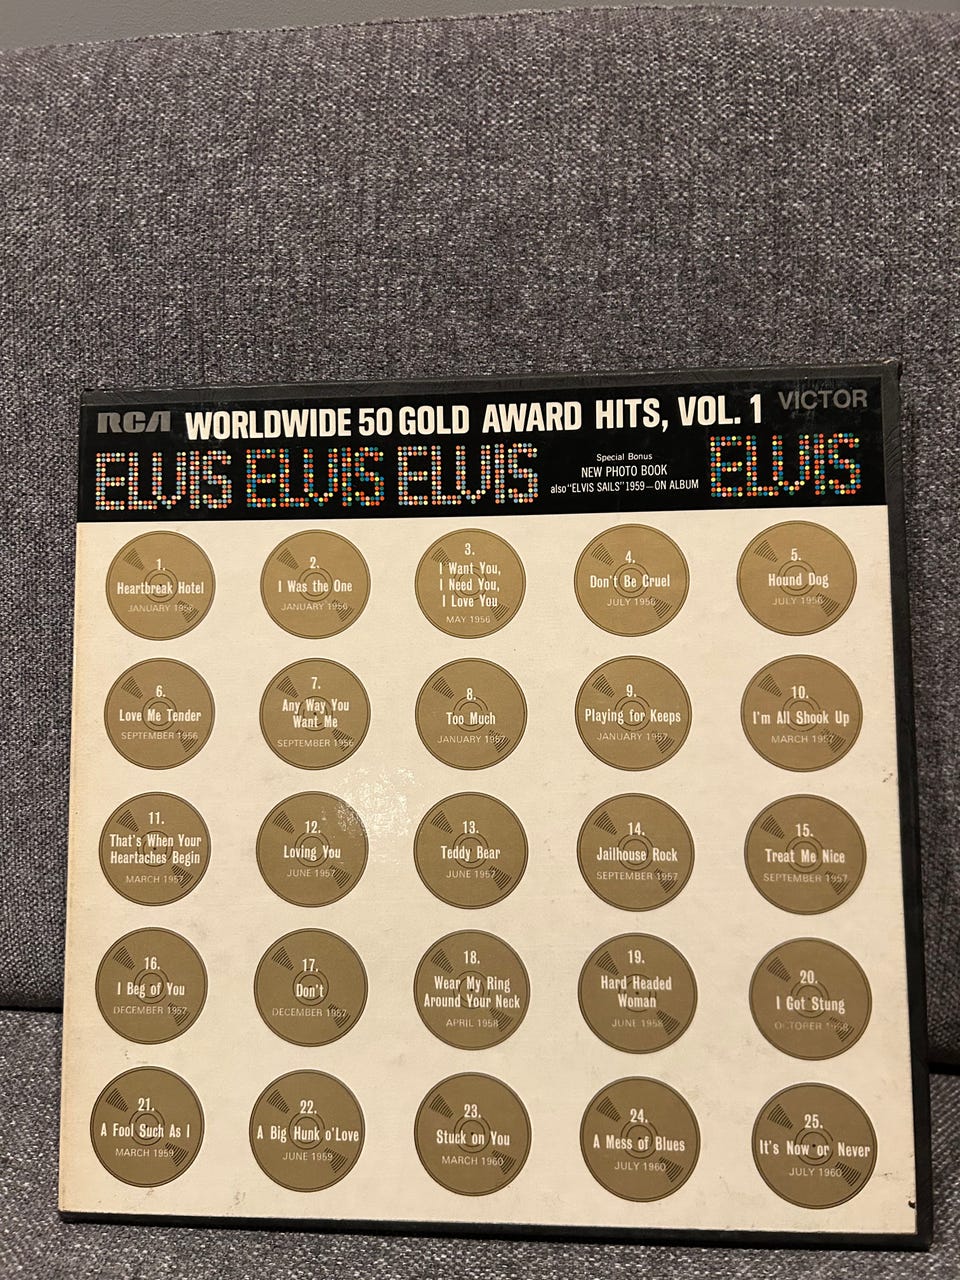 RCA WORLDWIDE 50 GOLD AWARD HITS, VOL. 1 VICTOR
ELVIS ELVIS ELVIS ELVIS
Special Bonus
NEW PHOTO BOOK
also "ELVIS SAILS" 1959 — ON ALBUM
1.
Heartbreak Hotel
JANUARY 1956
2.
I Was the One
JANUARY 1956
3.
I Want You,
I Need You,
I Love You
MAY 1956
4.
Don't Be Cruel
JULY 1956
5.
Hound Dog
JULY 1956
6.
Love Me Tender
SEPTEMBER 1956
7.
Any Way You
Want Me
SEPTEMBER 1956
8.
Too Much
JANUARY 1957
9.
Playing for Keeps
JANUARY 1957
10.
I'm All Shook Up
MARCH 1957
11.
That's When Your
Heartaches Begin
MARCH 1957
12.
Loving You
JUNE 1957
13.
Teddy Bear
JUNE 1957
14.
Jailhouse Rock
SEPTEMBER 1957
15.
Treat Me Nice
SEPTEMBER 1957
16.
I Beg of You
DECEMBER 1957
17.
Don't
DECEMBER 1957
18.
Wear My Ring
Around Your Neck
APRIL 1958
19.
Hard Headed
Woman
JUNE 1958
20.
I Got Stung
OCTOBER 1958
21.
A Fool Such As I
MARCH 1959
22.
A Big Hunk o'Love
JUNE 1959
23.
Stuck on You
MARCH 1960
24.
A Mess of Blues
JULY 1960
25.
It's Now or Never
JULY 1960